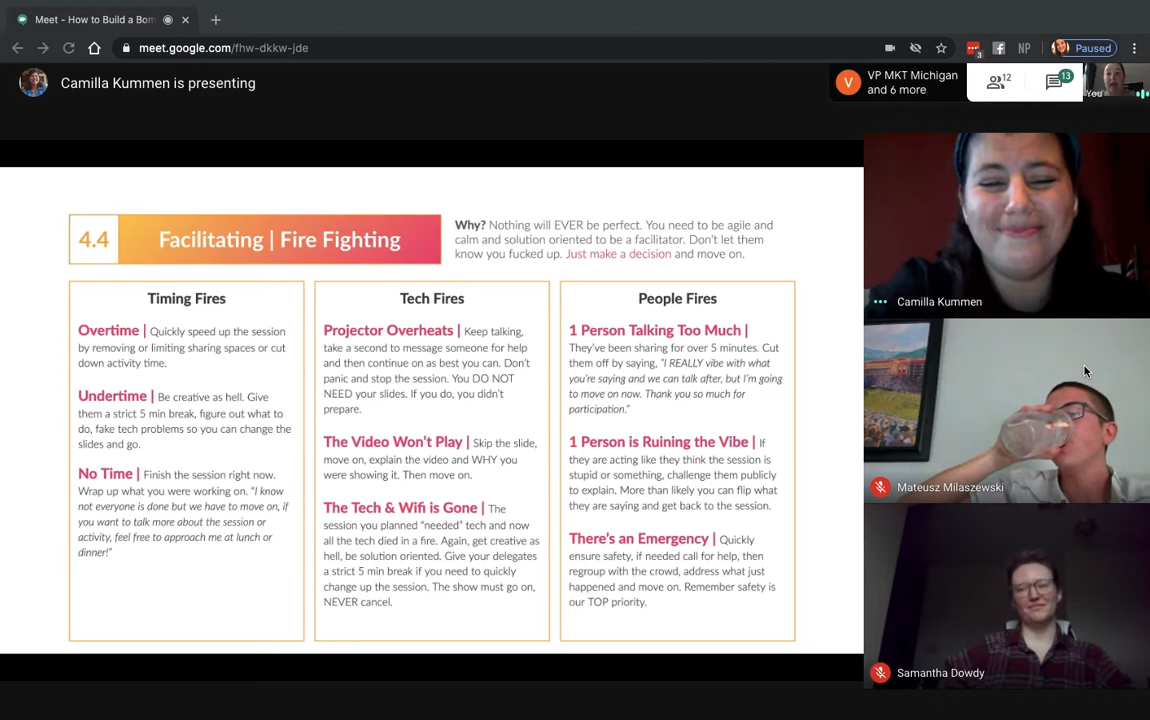 Meet - How to Build a Bom
meet.google.com/fhw-dkkw-jde
3
NP
Paused
Camilla Kummen is presenting
V
VP MKT Michigan
and 6 more
12
13
You
4.4
Facilitating | Fire Fighting
Why? Nothing will EVER be perfect. You need to be agile and
calm and solution oriented to be a facilitator. Don't let them
know you fucked up. Just make a decision and move on.
Timing Fires
Overtime | Quickly speed up the session
by removing or limiting sharing spaces or cut
down activity time.
Undertime | Be creative as hell. Give
them a strict 5 min break, figure out what to
do, fake tech problems so you can change the
slides and go.
No Time | Finish the session right now.
Wrap up what you were working on. "I know
not everyone is done but we have to move on, if
you want to talk more about the session or
activity, feel free to approach me at lunch or
dinner!"
Tech Fires
Projector Overheats | Keep talking,
take a second to message someone for help
and then continue on as best you can. Don't
panic and stop the session. You DO NOT
NEED your slides. If you do, you didn't
prepare.
The Video Won't Play | Skip the slide,
move on, explain the video and WHY you
were showing it. Then move on.
The Tech & Wifi is Gone | The
session you planned "needed" tech and now
all the tech died in a fire. Again, get creative as
hell, be solution oriented. Give your delegates
a strict 5 min break if you need to quickly
change up the session. The show must go on,
NEVER cancel.
People Fires
1 Person Talking Too Much |
They've been sharing for over 5 minutes. Cut
them off by saying, "I REALLY vibe with what
you're saying and we can talk after, but I'm going
to move on now. Thank you so much for
participation."
1 Person is Ruining the Vibe | If
they are acting like they think the session is
stupid or something, challenge them publicly
to explain. More than likely you can flip what
they are saying and get back to the session.
There's an Emergency | Quickly
ensure safety, if needed call for help, then
regroup with the crowd, address what just
happened and move on. Remember safety is
our TOP priority.
Camilla Kummen
Mateusz Milaszewski
Samantha Dowdy